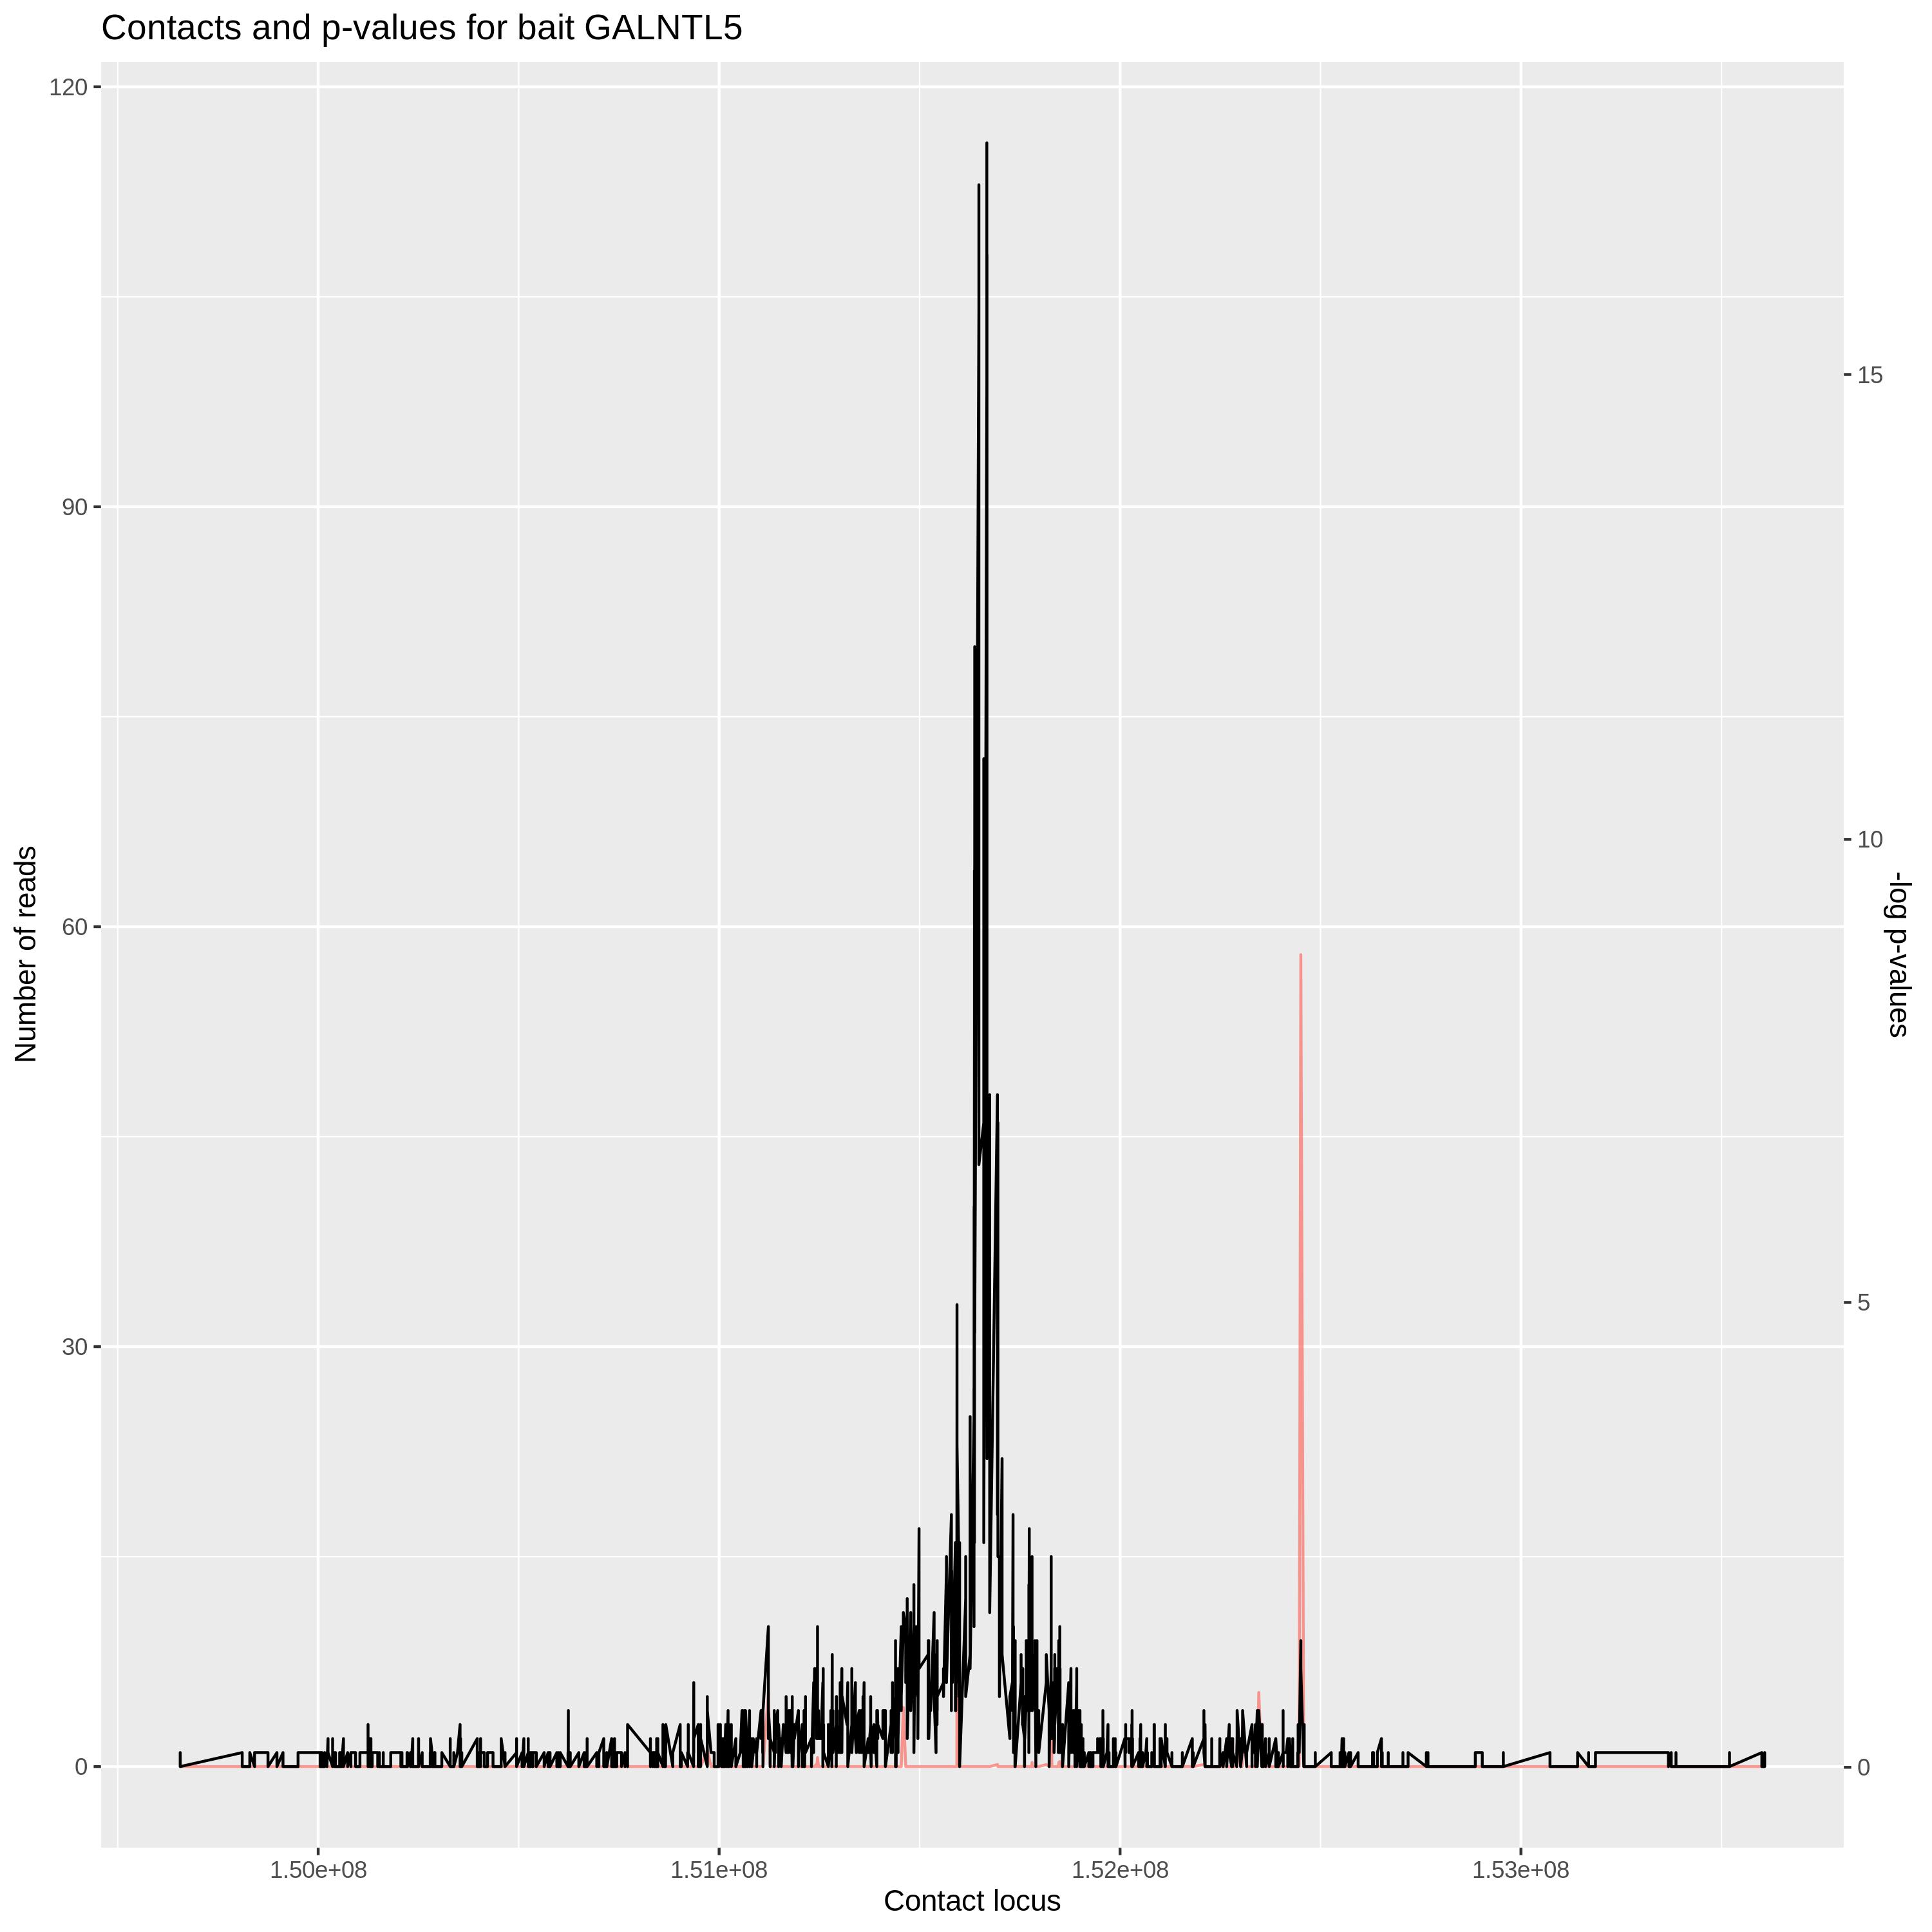 Contacts and p-values for bait GALNTL5
120
90
60
30
0
Number of reads
15
10
5
0
-log p-values
1.50e+08
1.51e+08
1.52e+08
1.53e+08
Contact locus